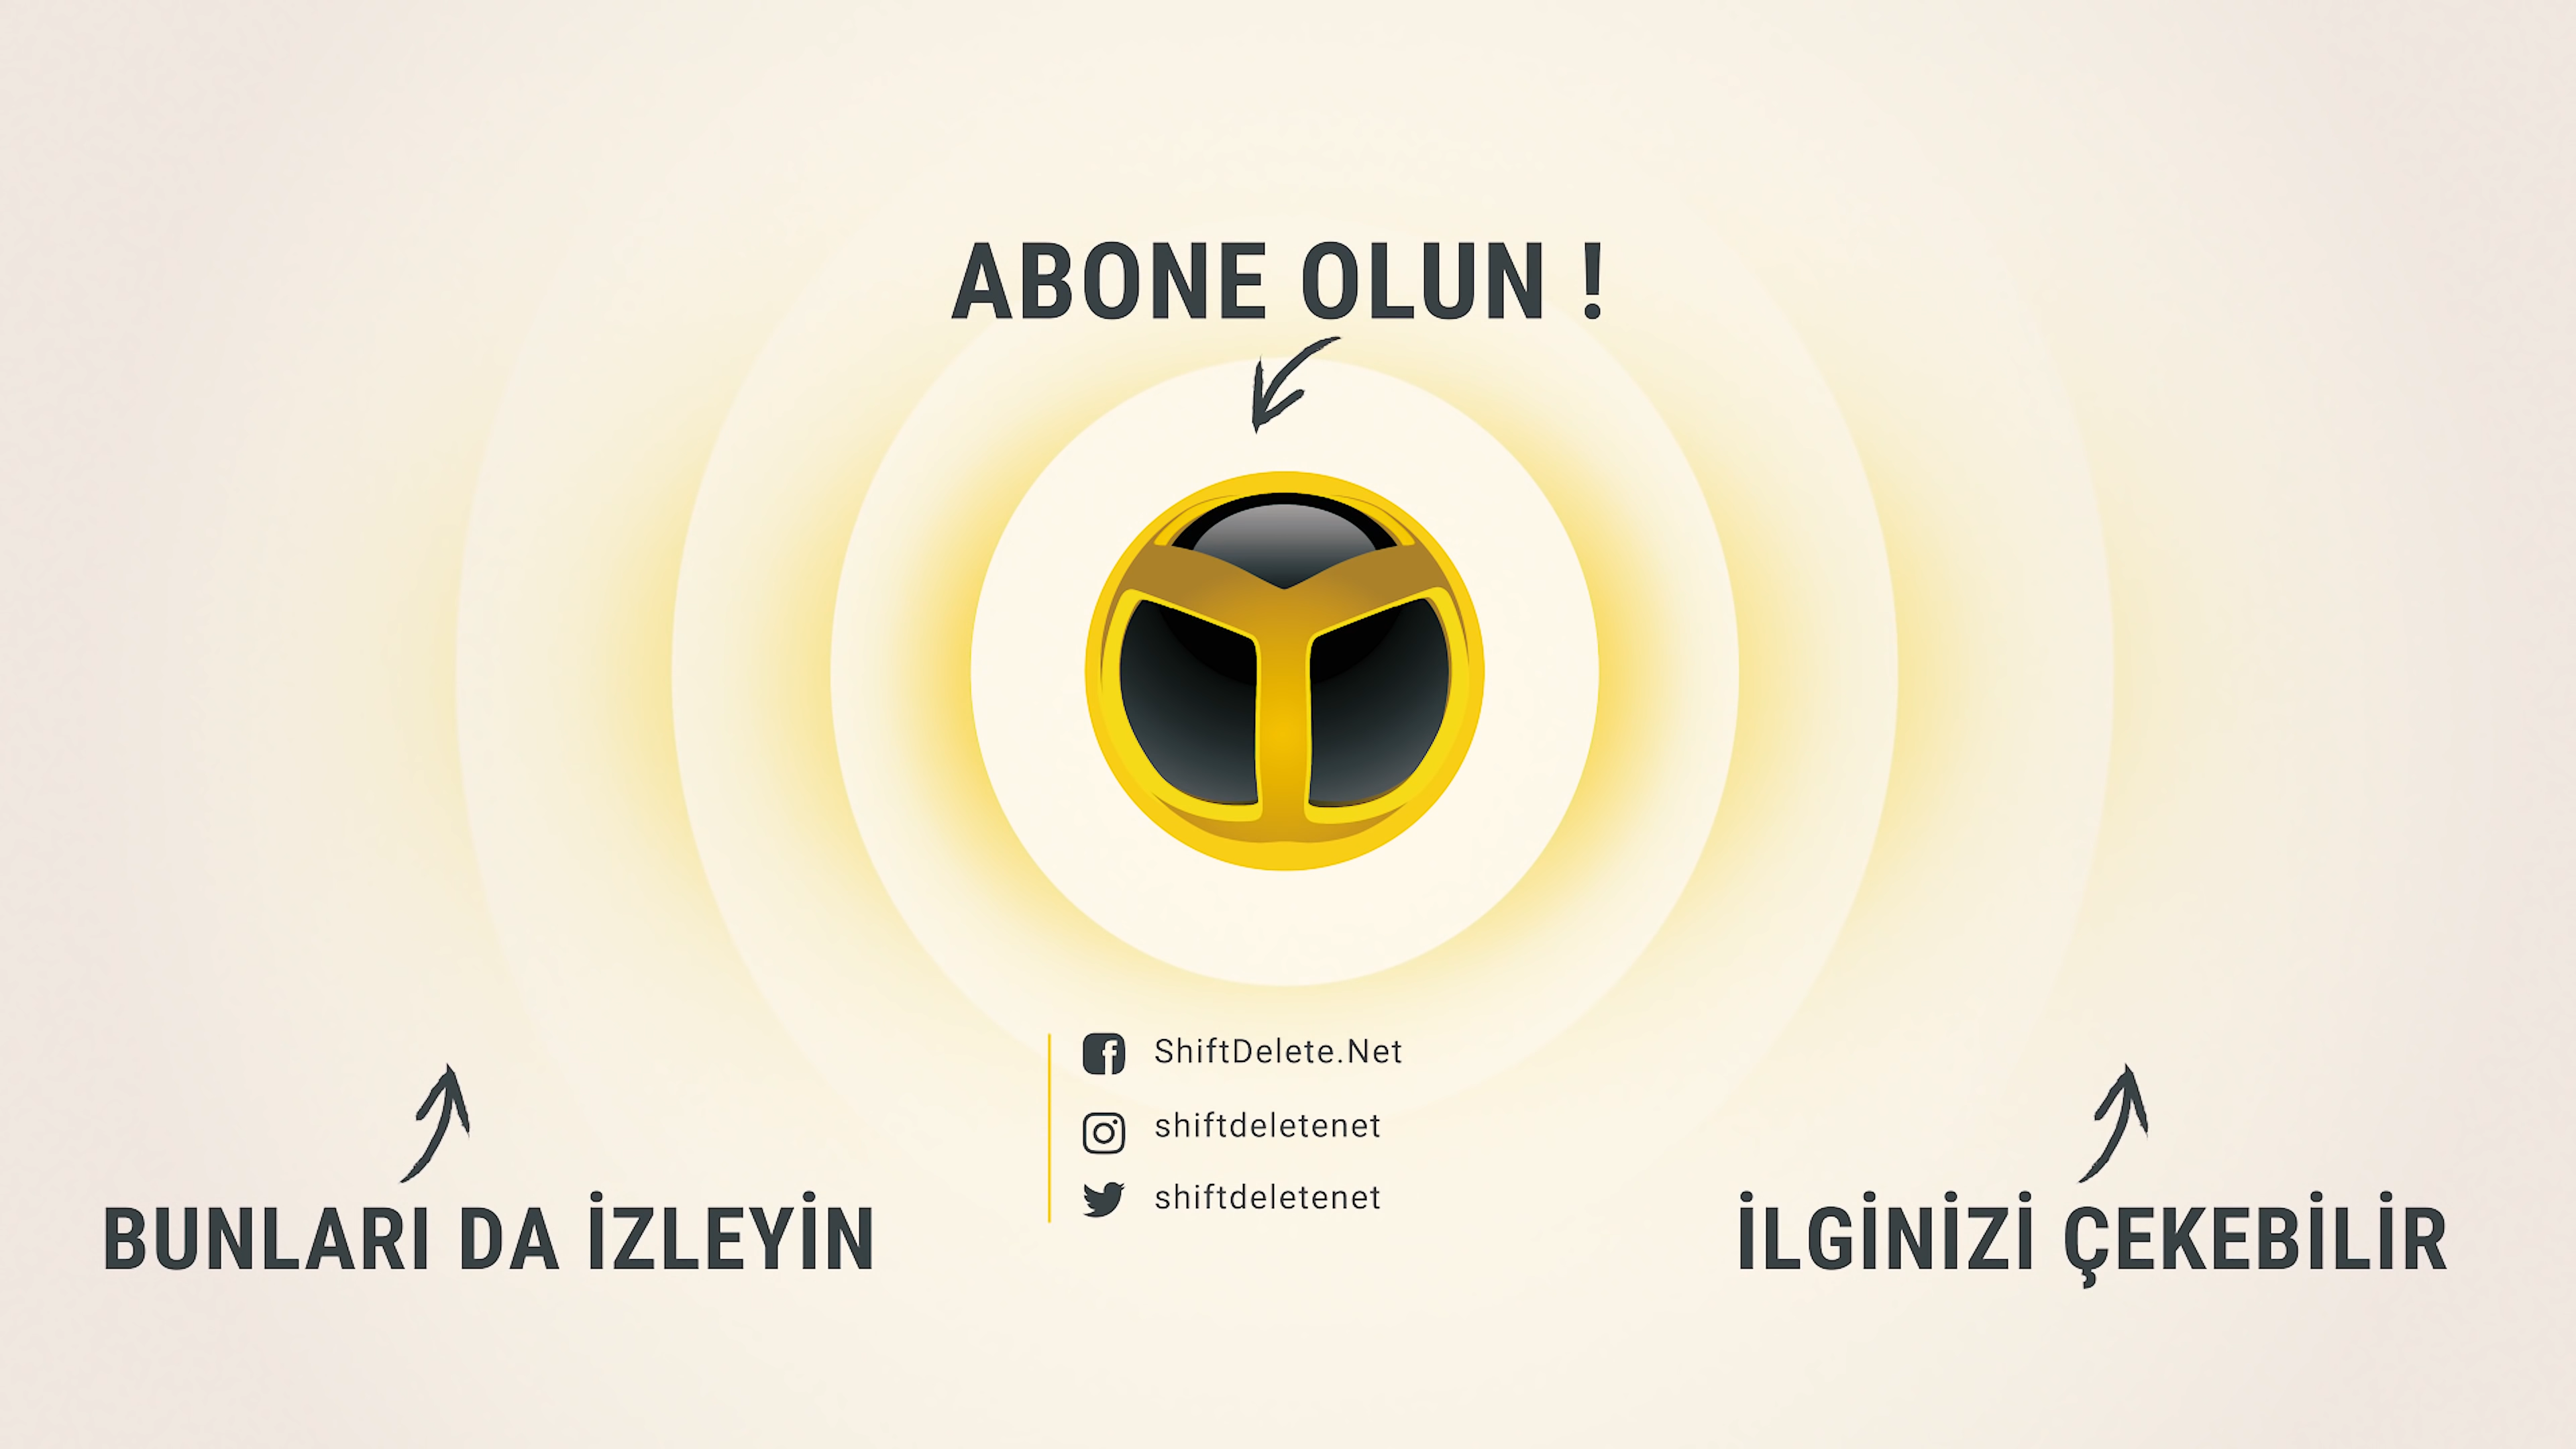 ABONE OLUN !
ShiftDelete.Net
shiftdeletenet
shiftdeletenet
BUNLARI DA İZLEYİN
İLGİNİZİ ÇEKEBİLİR